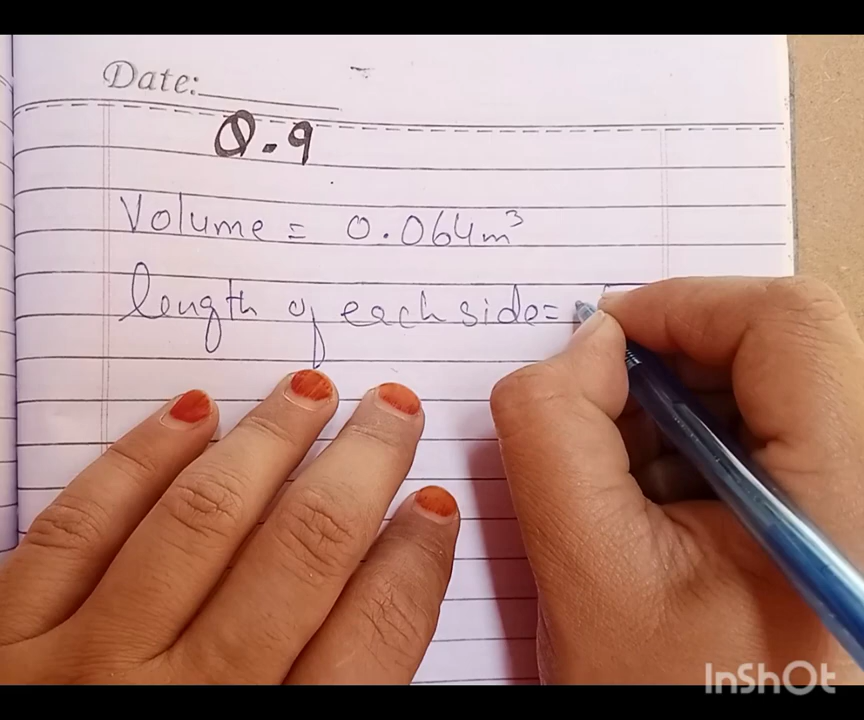 Date:
Q.9
Volume = 0.064m³
length of each side=
InShOt